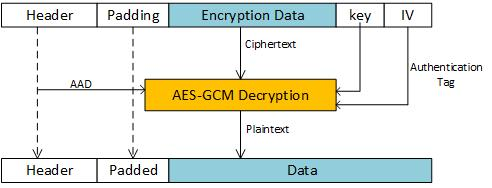 Header Padding Encryption Data key IV
Ciphertext
Authentication
Tag
AAD
AES-GCM Decryption
Plaintext
Header Padded Data